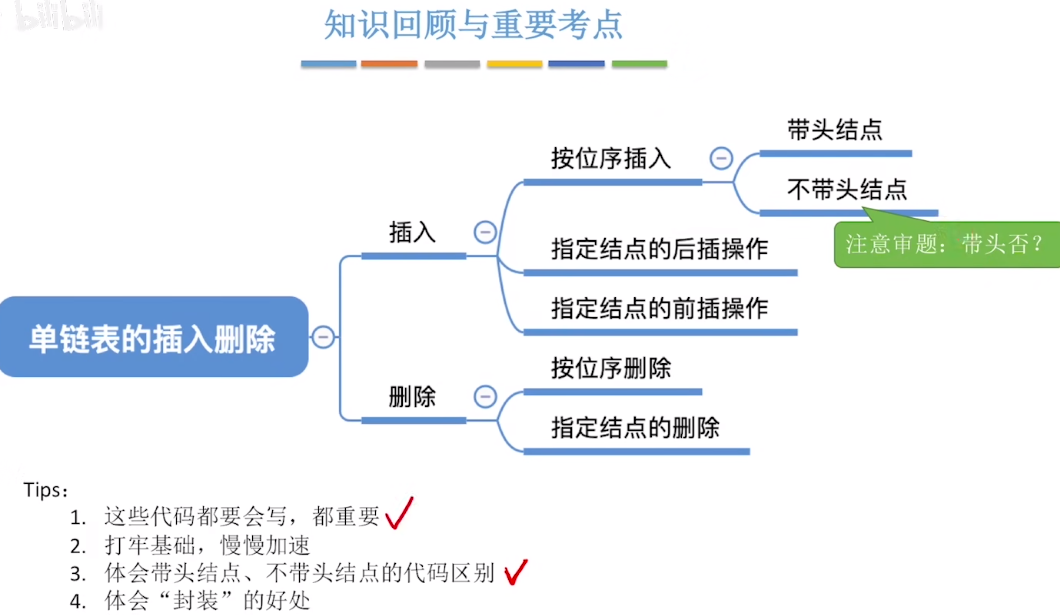 bilibili
知识回顾与重要考点
带头结点
按位序插入
不带头结点
注意审题：带头否？
插入
指定结点的后插操作
指定结点的前插操作
单链表的插入删除
按位序删除
删除
指定结点的删除
Tips：
1. 这些代码都要会写，都重要
2. 打牢基础，慢慢加速
3. 体会带头结点、不带头结点的代码区别
4. 体会“封装”的好处